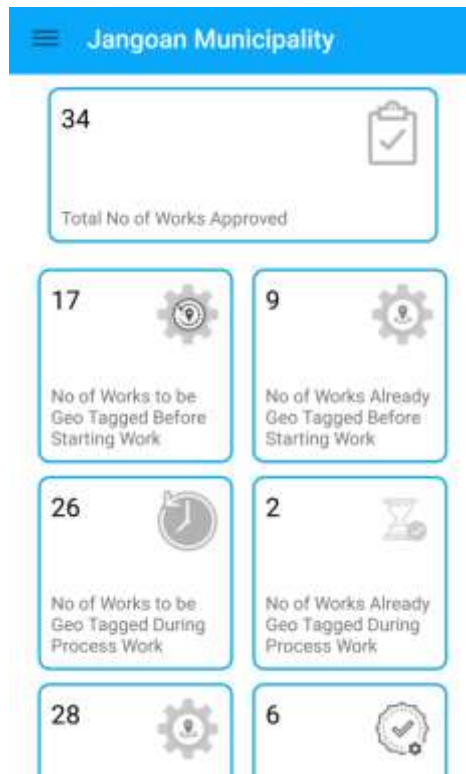 Jangoan Municipality
34
Total No of Works Approved
17
No of Works to be
Geo Tagged Before
Starting Work
9
No of Works Already
Geo Tagged Before
Starting Work
26
No of Works to be
Geo Tagged During
Process Work
2
No of Works Already
Geo Tagged During
Process Work
28
6